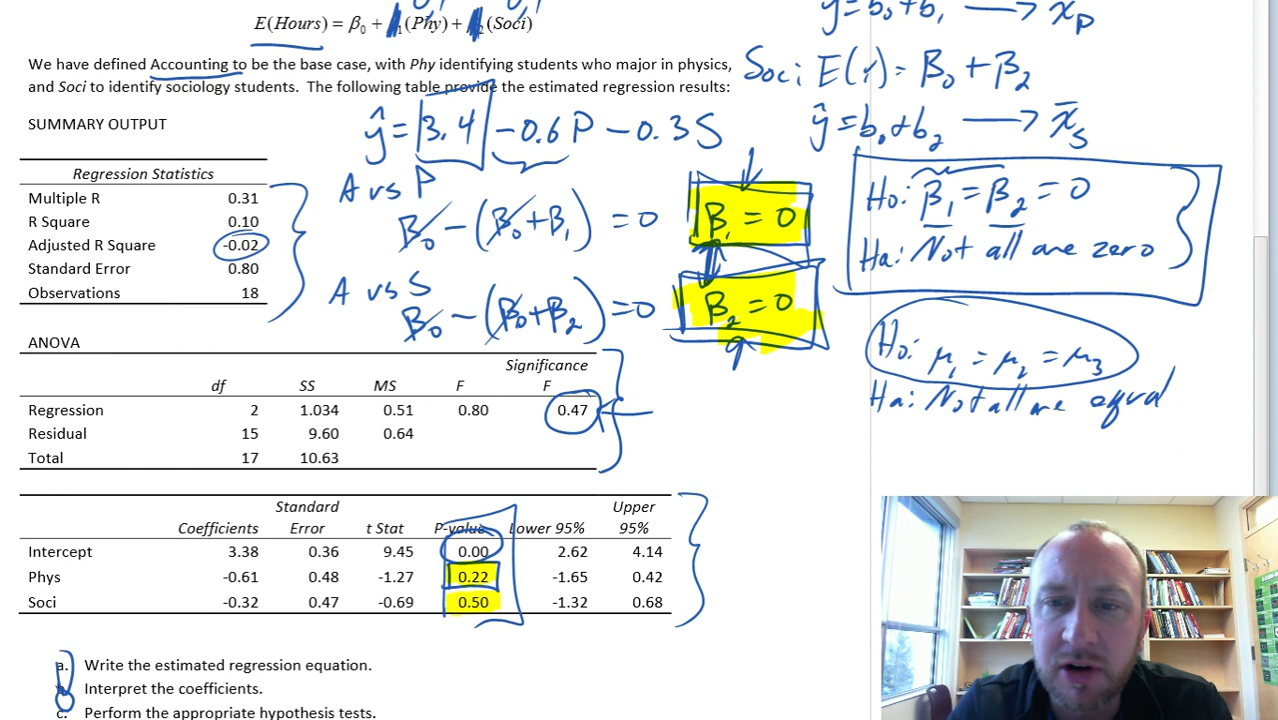 E(Hours) = β₀ + β₁(Phy) + β₂(Soci)
We have defined Accounting to be the base case, with Phy identifying students who major in physics,
and Soci to identify sociology students. The following table provide the estimated regression results:
SUMMARY OUTPUT
ŷ = 3.4 - 0.6 P - 0.3 S
Regression Statistics
Multiple R 0.31
R Square 0.10
Adjusted R Square -0.02
Standard Error 0.80
Observations 18
A vs P
β₀ - (β₀ + β₁) = 0
β₁ = 0
A vs S
β₀ - (β₀ + β₂) = 0
β₂ = 0
ŷ = b₀ + b₁ → x̄p
Soci: E(Y) = β₀ + β₂
ŷ = b₀ + b₂ → x̄s
Ho: β₁ = β₂ = 0
Ha: Not all are zero
Ho: μ₁ = μ₂ = μ₃
Ha: Not all are equal
ANOVA
df SS MS F Significance F
Regression 2 1.034 0.51 0.80 0.47
Residual 15 9.60 0.64
Total 17 10.63
Coefficients Standard Error t Stat P-value Lower 95% Upper 95%
Intercept 3.38 0.36 9.45 0.00 2.62 4.14
Phys -0.61 0.48 -1.27 0.22 -1.65 0.42
Soci -0.32 0.47 -0.69 0.50 -1.32 0.68
a. Write the estimated regression equation.
b. Interpret the coefficients.
c. Perform the appropriate hypothesis tests.